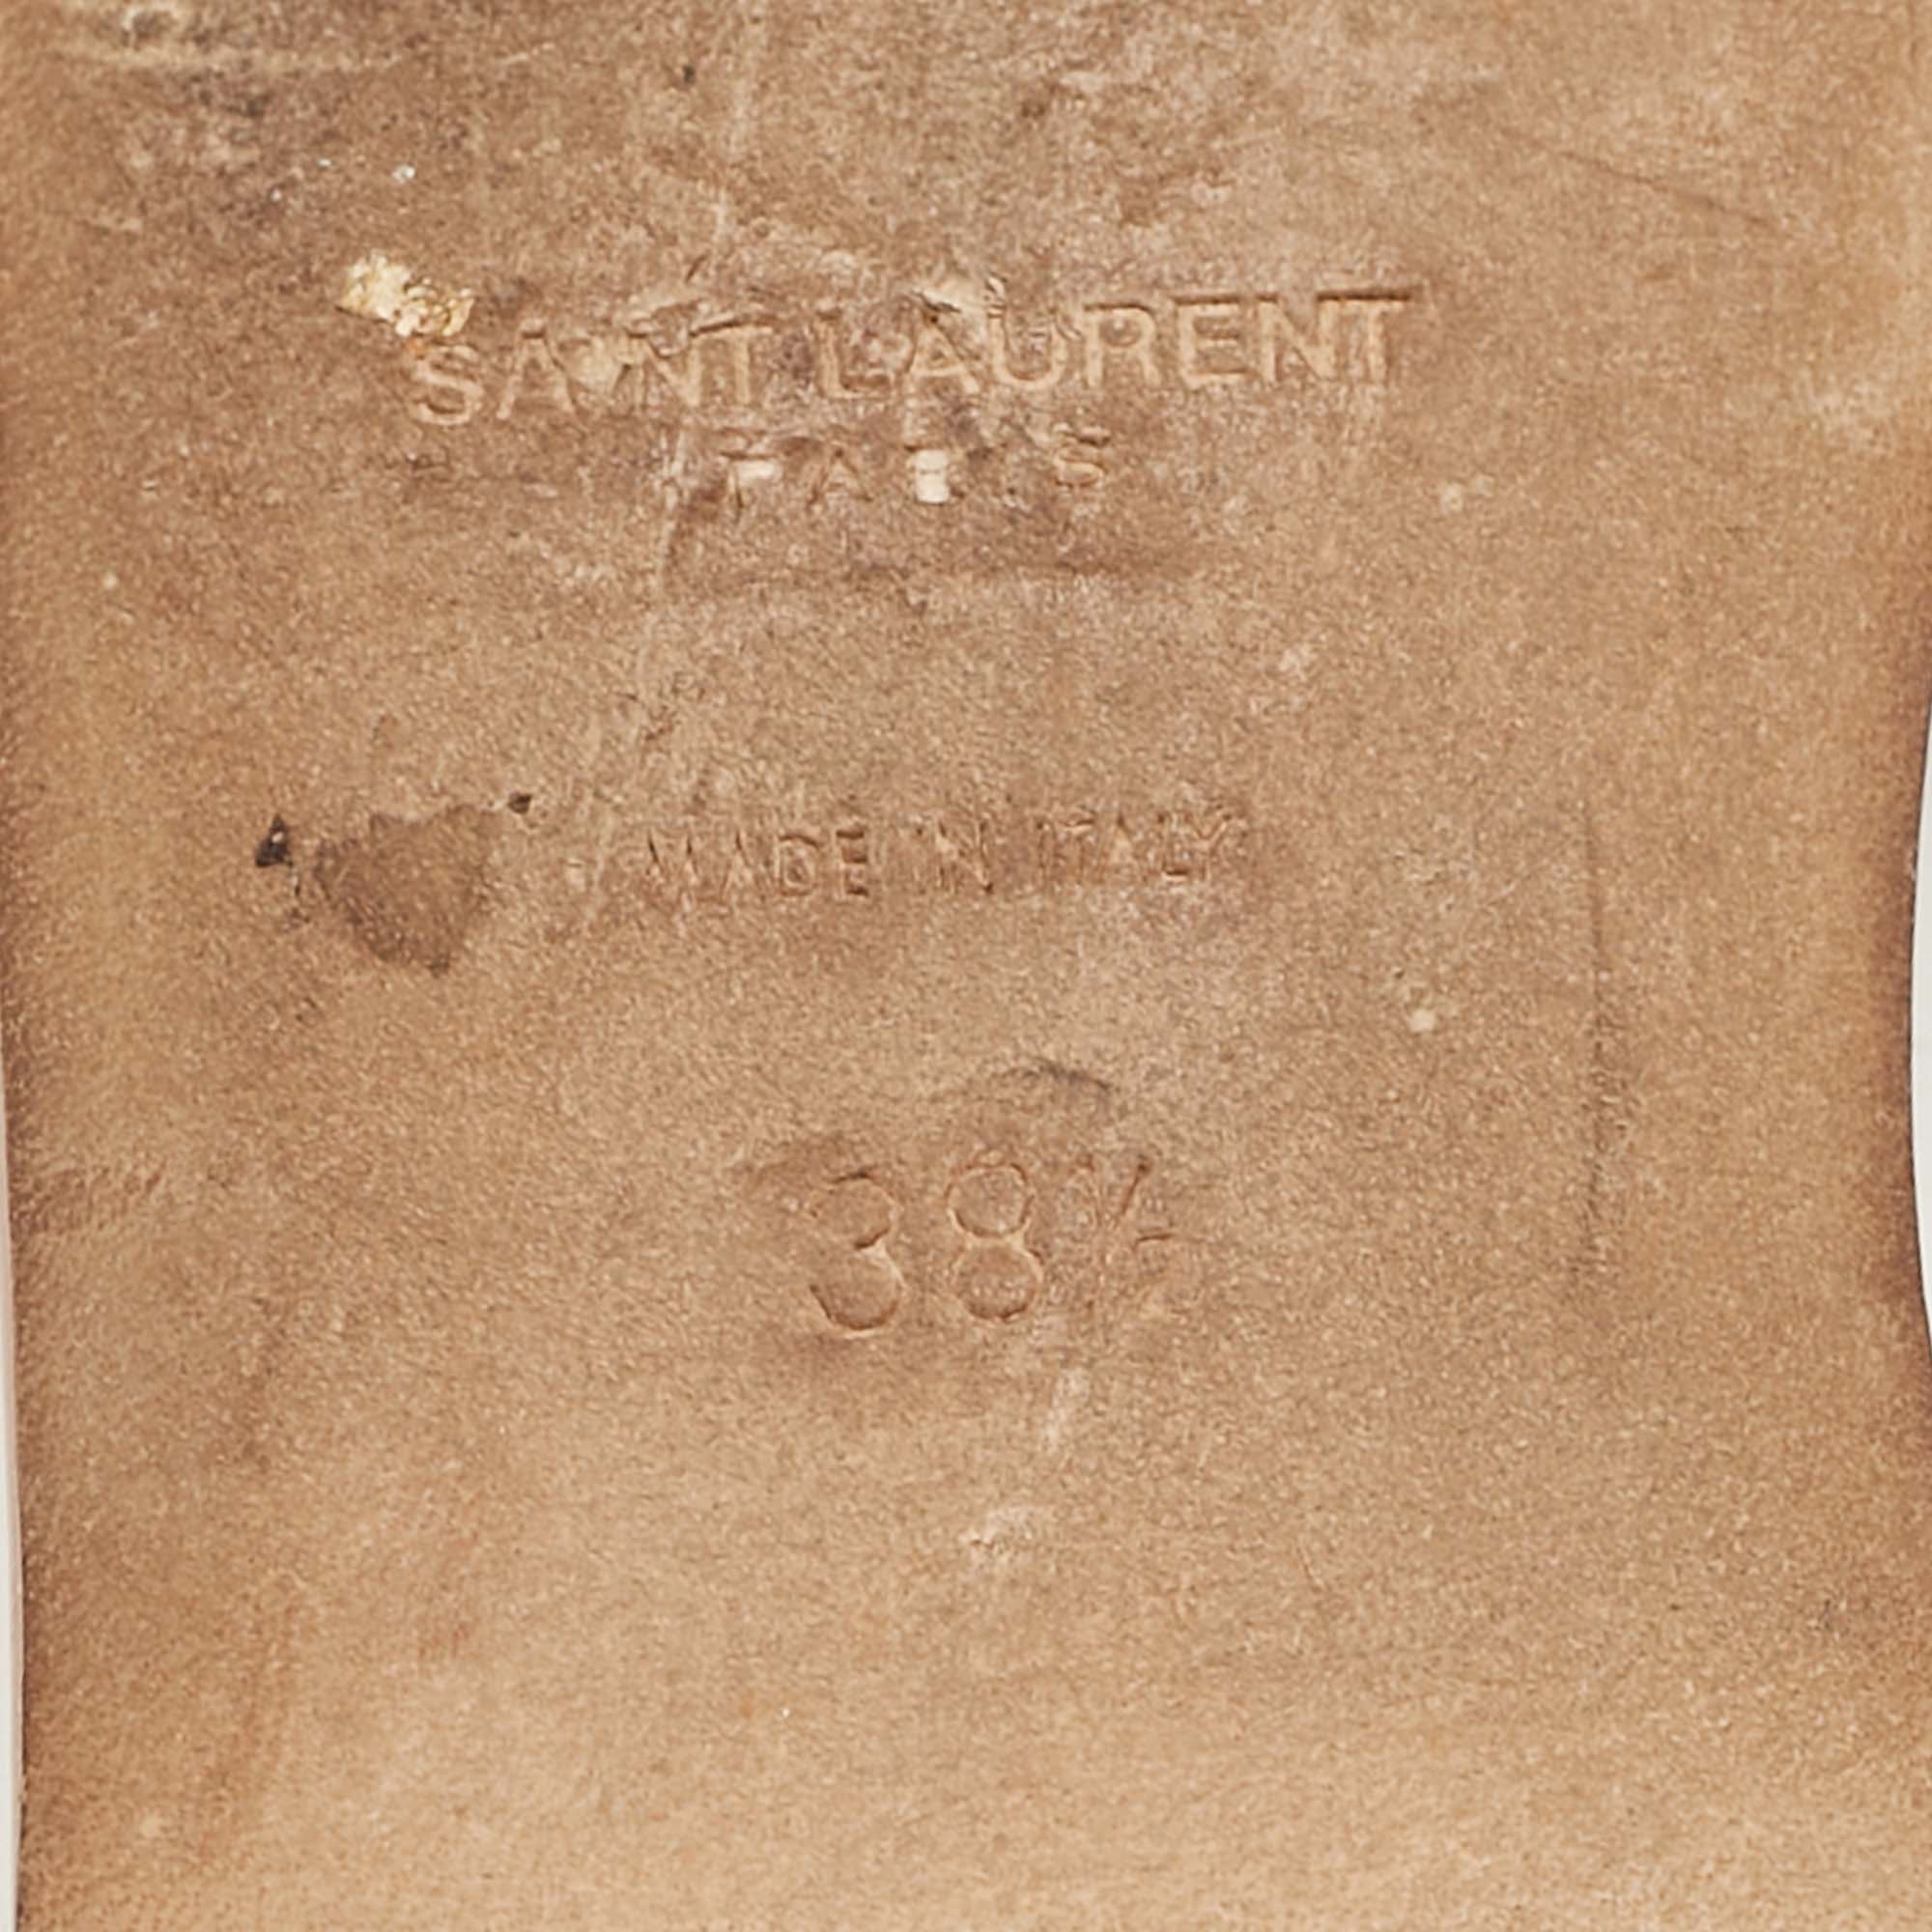 SAINT LAURENT
PARIS
MADE IN ITALY
38½